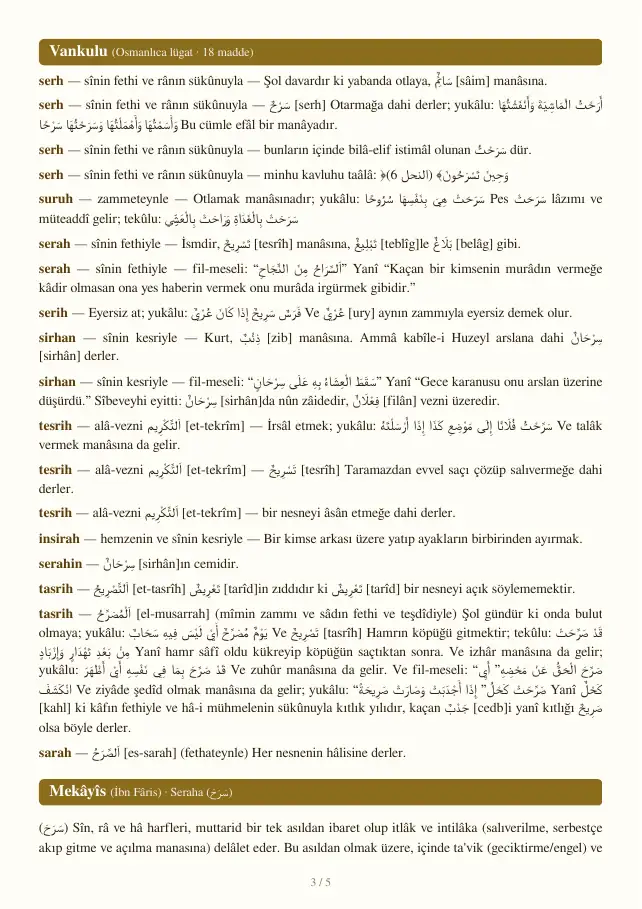 Vankulu (Osmanlıca lügat · 18 madde)
serh — sînin fethi ve rânın sükûnuyla — Şol davardır ki yabanda otlaya, سَائِمٌ [sâim] manâsına.
serh — sînin fethi ve rânın sükûnuyla — سَرْحٌ [serh] Otarmağa dahi derler; yukâlu: أَرَحْتُ الْمَاشِيَةَ وَأَنْفَشْتُهَا
وَأَسَمْتُهَا وَأَهْمَلْتُهَا وَسَرَحْتُهَا سَرْحًا Bu cümle efâl bir manâyadır.
serh — sînin fethi ve rânın sükûnuyla — bunların içinde bilâ-elif istimâl olunan سَرَحْتُ dür.
serh — sînin fethi ve rânın sükûnuyla — minhu kavluhu taâlâ: ﴿وَحِينَ تَسْرَحُونَ﴾ (النحل 6)
suruh — zammeteynle — Otlamak manâsınadır; yukâlu: سَرَحَتْ هِيَ بِنَفْسِهَا سُرُوحًا Pes سَرَحَتْ lâzımı ve
müteaddî gelir; tekûlu: سَرَحَتْ بِالْغَدَاةِ وَرَاحَتْ بِالْعَشِيِّ
serah — sînin fethiyle — İsmdir, تَسْرِيحٌ [tesrîh] manâsına, تَبْلِيغٌ [teblîg]le بَلَاغٌ [belâg] gibi.
serah — sînin fethiyle — fil-meseli: “اَلسَّرَاحُ مِنَ النَّجَاحِ” Yanî “Kaçan bir kimsenin murâdın vermeğe
kâdir olmasan ona yes haberin vermek onu murâda irgürmek gibidir.”
serih — Eyersiz at; yukâlu: فَرَسٌ سَرِيحٌ إِذَا كَانَ عُرْيٌ Ve عُرْيٌ [ury] aynın zammıyla eyersiz demek olur.
sirhan — sînin kesriyle — Kurt, ذِئْبٌ [zib] manâsına. Ammâ kabîle-i Huzeyl arslana dahi سِرْحَانٌ
[sirhân] derler.
sirhan — sînin kesriyle — fil-meseli: “سَقَطَ الْعِشَاءُ بِهِ عَلَى سِرْحَانٍ” Yanî “Gece karanusu onu arslan üzerine
düşürdü.” Sîbeveyhi eyitti: سِرْحَانٌ [sirhân]da nûn zâidedir, فِعْلَانٌ [filân] vezni üzeredir.
tesrih — alâ-vezni اَلتَّكْرِيم [et-tekrîm] — İrsâl etmek; yukâlu: سَرَّحْتُ فُلَانًا إِلَى مَوْضِعِ كَذَا إِذَا أَرْسَلْتَهُ Ve talâk
vermek manâsına da gelir.
tesrih — alâ-vezni اَلتَّكْرِيم [et-tekrîm] — تَسْرِيحٌ [tesrîh] Taramazdan evvel saçı çözüp salıvermeğe dahi
derler.
tesrih — alâ-vezni اَلتَّكْرِيم [et-tekrîm] — bir nesneyi âsân etmeğe dahi derler.
insirah — hemzenin ve sînin kesriyle — Bir kimse arkası üzere yatıp ayakların birbirinden ayırmak.
serahin — سِرْحَانٌ [sirhân]ın cemidir.
tasrih — اَلتَّصْرِيحُ [et-tasrîh] تَعْرِيضٌ [tarîd]in zıddıdır ki تَعْرِيضٌ [tarîd] bir nesneyi açık söylememektir.
tasrih — اَلْمُصَرَّحُ [el-musarrah] (mîmin zammı ve sâdın fethi ve teşdîdiyle) Şol gündür ki onda bulut
olmaya; yukâlu: يَوْمٌ مُصَرَّحٌ أَيْ لَيْسَ فِيهِ سَحَابٌ Ve تَصْرِيحٌ [tasrîh] Hamrın köpüğü gitmektir; tekûlu: قَدْ صَرَّحَتْ
مِنْ بَعْدِ تَهْدَارٍ وَإِزْبَادٍ Yanî hamr sâfî oldu kükreyip köpüğün saçtıktan sonra. Ve izhâr manâsına da gelir;
yukâlu: قَدْ صَرَّحَ بِمَا فِي نَفْسِهِ أَيْ أَظْهَرَ Ve zuhûr manâsına da gelir. Ve fil-meseli: “صَرَّحَ الْحَقُّ عَنْ مَحْضِهِ” أَيِ
انْكَشَفَ Ve ziyâde şedîd olmak manâsına da gelir; yukâlu: “صَرَّحَتْ كَحْلُ” إِذَا أَجْدَبَتْ وَصَارَتْ صَرِيحَةً Yanî كَحْلٌ
[kahl] ki kâfın fethiyle ve hâ-i mühmelenin sükûnuyla kıtlık yılıdır, kaçan جَدْبٌ [cedb]i yanî kıtlığı صَرِيحٌ
olsa böyle derler.
sarah — اَلصَّرَحُ [es-sarah] (fethateynle) Her nesnenin hâlisine derler.
Mekâyîs (İbn Fâris) · Seraha (سَرَحَ)
(سَرَحَ) Sîn, râ ve hâ harfleri, muttarid bir tek asıldan ibaret olup itlâk ve intilâka (salıverilme, serbestçe
akıp gitme ve açılma manasına) delâlet eder. Bu asıldan olmak üzere, içinde ta'vik (geciktirme/engel) ve
3 / 5